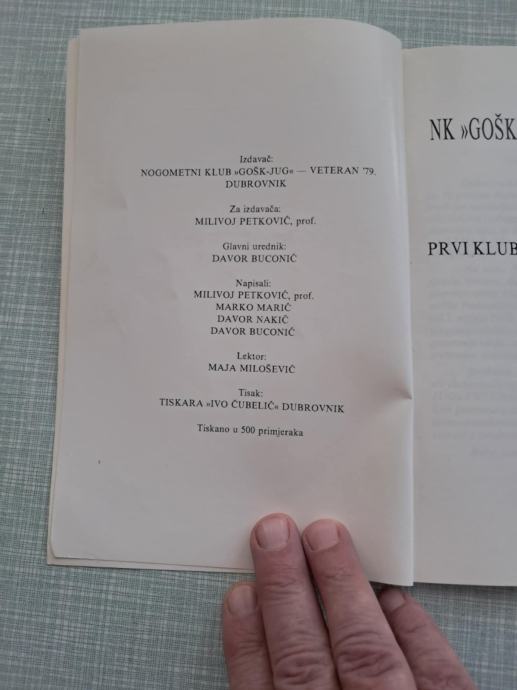 Izdavač:
NOGOMETNI KLUB »GOŠK-JUG« — VETERAN '79.
DUBROVNIK
Za izdavača:
MILIVOJ PETKOVIĆ, prof.
Glavni urednik:
DAVOR BUCONIĆ
Napisali:
MILIVOJ PETKOVIĆ, prof.
MARKO MARIĆ
DAVOR NAKIĆ
DAVOR BUCONIĆ
Lektor:
MAJA MILOŠEVIĆ
Tisak:
TISKARA »IVO ČUBELIĆ« DUBROVNIK
Tiskano u 500 primjeraka
NK »GOŠK
PRVI KLUB